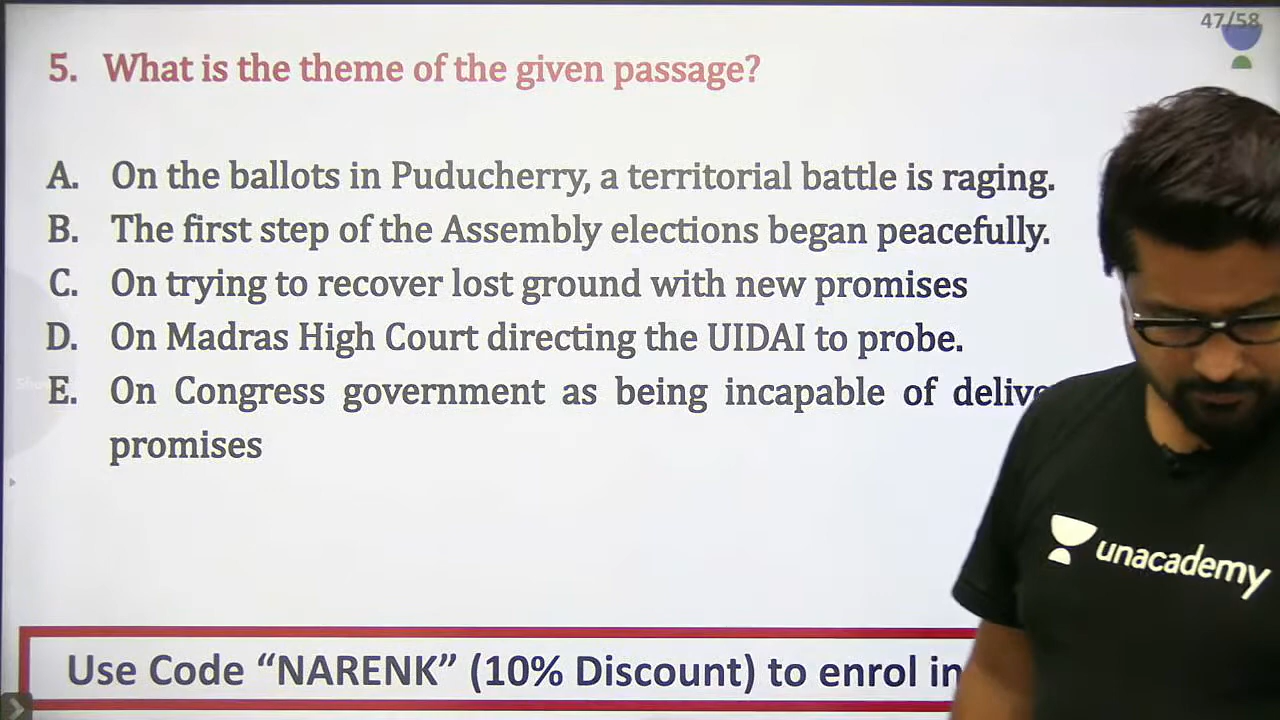 47/58
5. What is the theme of the given passage?
A. On the ballots in Puducherry, a territorial battle is raging.
B. The first step of the Assembly elections began peacefully.
C. On trying to recover lost ground with new promises
D. On Madras High Court directing the UIDAI to probe.
E. On Congress government as being incapable of
promises
unacademy
Use Code “NARENK” (10% Discount) to enrol in